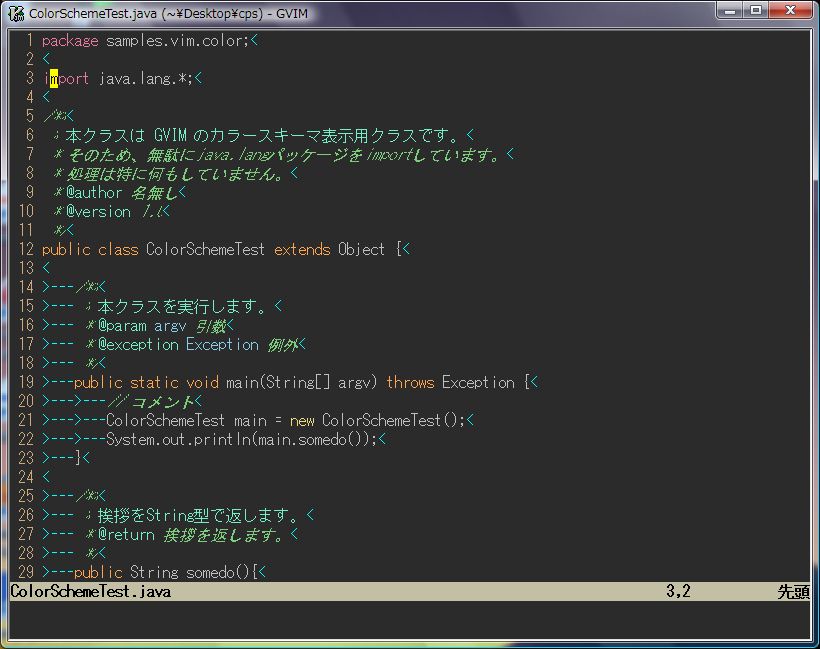 ColorSchemeTest.java (~¥Desktop¥cps) - GVIM
1 package samples.vim.color;<
2 <
3 import java.lang.*;<
4 <
5 /**<
6  * 本クラスは GVIM のカラースキーマ表示用クラスです。<
7  * そのため、無駄にjava.langパッケージをimportしています。<
8  * 処理は特に何もしていません。<
9  * @author 名無し<
10  * @version 1.0<
11  */<
12 public class ColorSchemeTest extends Object {<
13 <
14 >---/**<
15 >--- * 本クラスを実行します。<
16 >--- * @param argv 引数<
17 >--- * @exception Exception 例外<
18 >--- */<
19 >---public static void main(String[] argv) throws Exception {<
20 >--->---// コメント<
21 >--->---ColorSchemeTest main = new ColorSchemeTest();<
22 >--->---System.out.println(main.somedo());<
23 >---}<
24 <
25 >---/**<
26 >--- * 挨拶をString型で返します。<
27 >--- * @return 挨拶を返します。<
28 >--- */<
29 >---public String somedo(){<
ColorSchemeTest.java 3,2 先頭